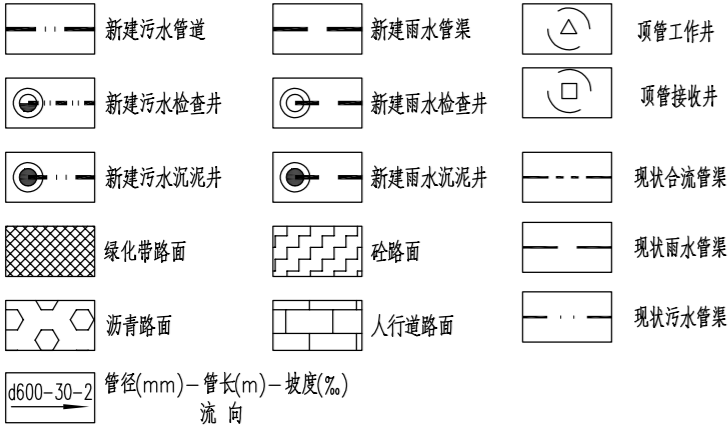 新建污水管道
新建雨水管渠
顶管工作井
新建污水检查井
新建雨水检查井
顶管接收井
新建污水沉泥井
新建雨水沉泥井
现状合流管渠
绿化带路面
砼路面
现状雨水管渠
沥青路面
人行道路面
现状污水管渠
d600-30-2
管径(mm)-管长(m)-坡度(‰)
流 向